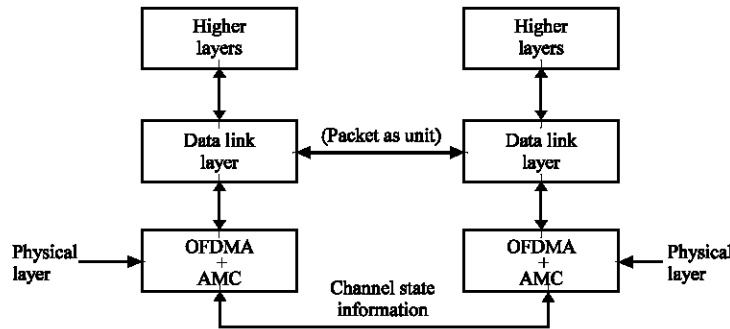 Higher
layers
Higher
layers
Data link
layer
(Packet as unit)
Data link
layer
Physical
layer
OFDMA
+
AMC
Channel state
information
OFDMA
+
AMC
Physical
layer